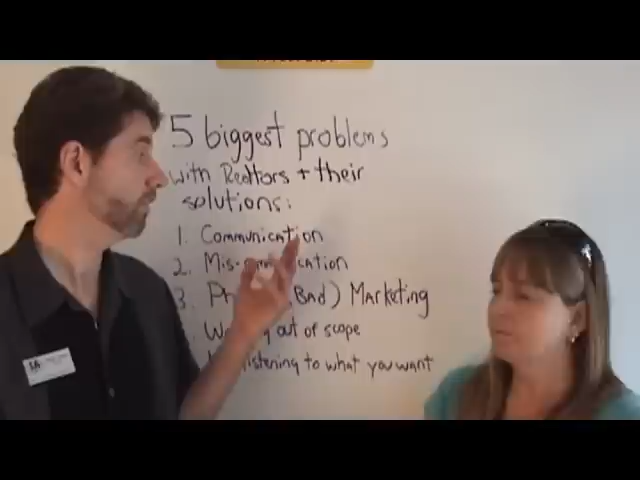 5 biggest problems
with Realtors + their
solutions:
1. Communication
2.
3. (Bad) Marketing
out of scope
listening to what you want